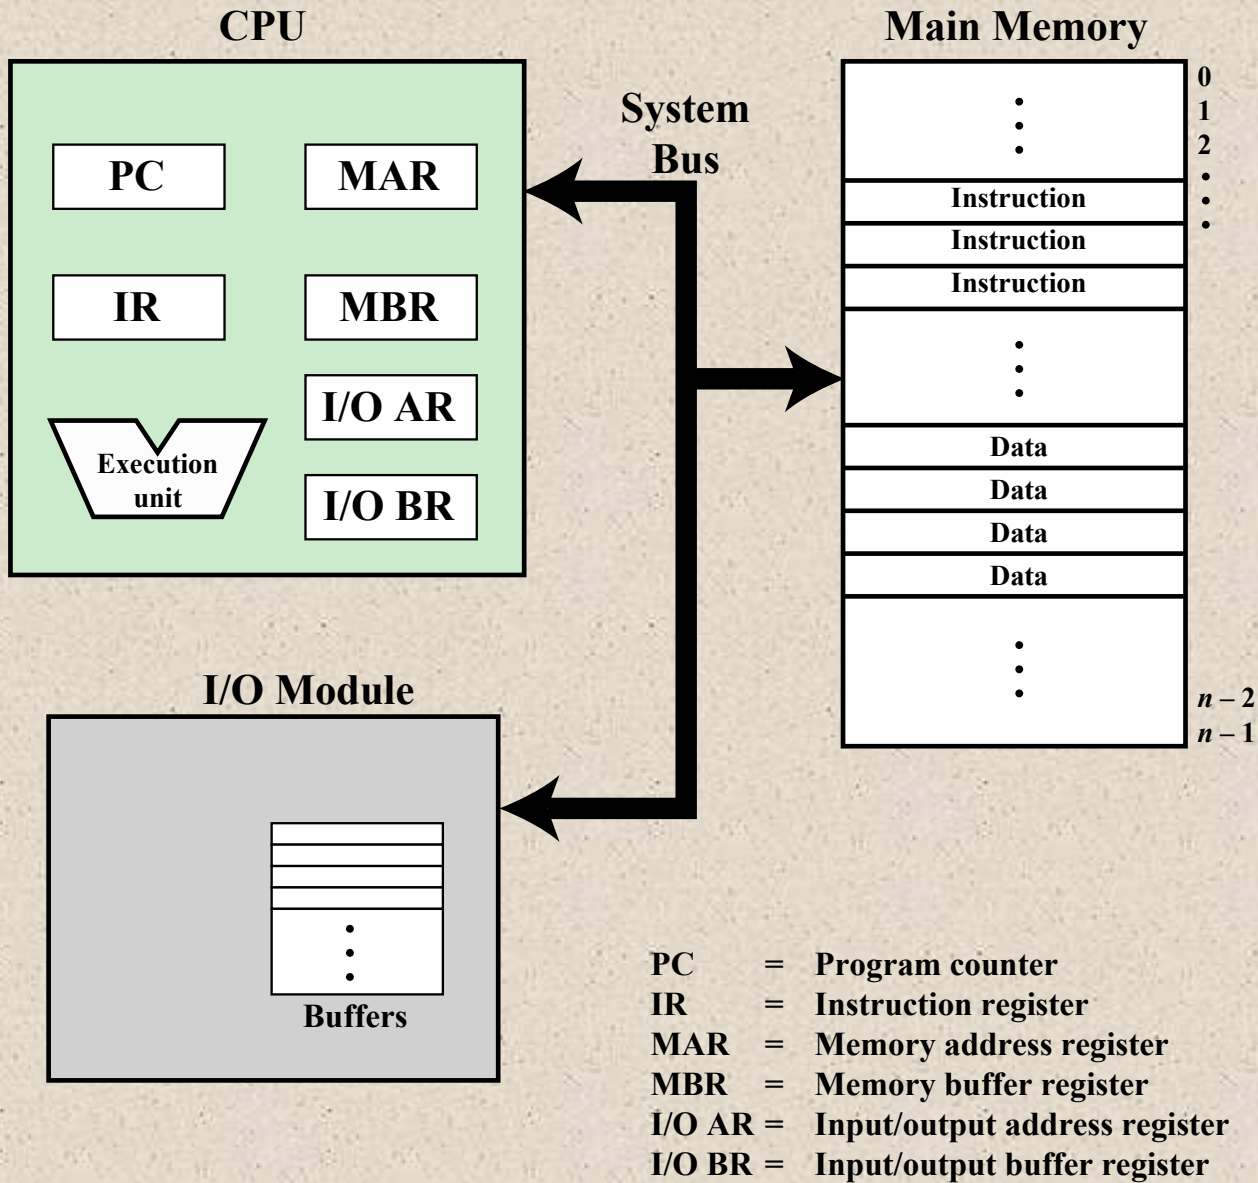 CPU
PC
MAR
IR
MBR
I/O AR
Execution
unit
I/O BR
System
Bus
Main Memory
0
1
2
Instruction
Instruction
Instruction
Data
Data
Data
Data
n – 2
n – 1
I/O Module
Buffers
PC = Program counter
IR = Instruction register
MAR = Memory address register
MBR = Memory buffer register
I/O AR = Input/output address register
I/O BR = Input/output buffer register